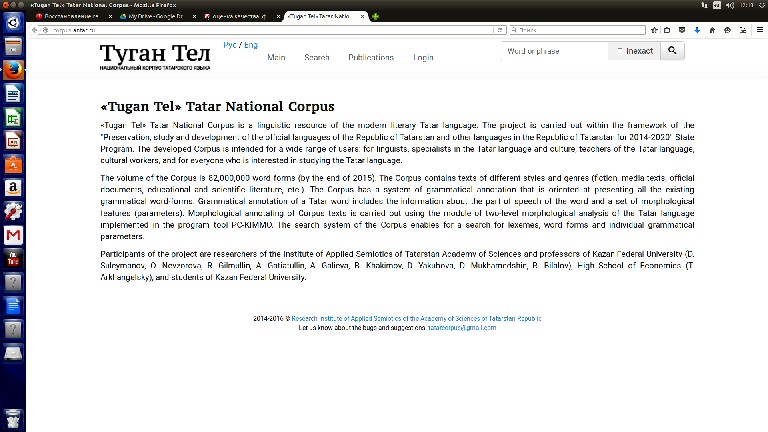 «Tugan Tel» Tatar National Corpus - Mozilla Firefox
12:10
Восстановление се
My Drive - Google Dr
оценка качества
«Tugan Tel» Tatar Natio
corpus.antat.ru
Поиск
Туган Тел
НАЦИОНАЛЬНЫЙ КОРПУС ТАТАРСКОГО ЯЗЫКА
Рус / Eng
Main Search Publications Login
Word or phrase
Inexact
«Tugan Tel» Tatar National Corpus
«Tugan Tel» Tatar National Corpus is a linguistic resource of the modern literary Tatar language. The project is carried out within the framework of the
"Preservation, study and development of the official languages of the Republic of Tatarstan and other languages in the Republic of Tatarstan for 2014-2020" State
Program. The developed Corpus is intended for a wide range of users: for linguists, specialists in the Tatar language and culture, teachers of the Tatar language,
cultural workers, and for everyone who is interested in studying the Tatar language.
The volume of the Corpus is 82,000,000 word forms (by the end of 2015). The Corpus contains texts of different styles and genres (fiction, media texts, official
documents, educational and scientific literature, etc.). The Corpus has a system of grammatical annotation that is oriented at presenting all the existing
grammatical word-forms. Grammatical annotation of a Tatar word includes the information about the part of speech of the word and a set of morphological
features (parameters). Morphological annotating of Corpus texts is carried out using the module of two-level morphological analysis of the Tatar language
implemented in the program tool PC-KIMMO. The search system of the Corpus enables for a search for lexemes, word forms and individual grammatical
parameters.
Participants of the project are researchers of the Institute of Applied Semiotics of Tatarstan Academy of Sciences and professors of Kazan Federal University (D.
Suleymanov, O. Nevzorova, R. Gilmullin, A. Gatiatullin, A. Galieva, B. Khakimov, D. Yakubova, D. Mukhamedshin, R. Bilalov), High School of Economics (T.
Arkhangelsky), and students of Kazan Federal University.
2014-2016 © Research Institute of Applied Semiotics of the Academy of Sciences of Tatarstan Republic
Let us know about the bugs and suggestions: tatarcorpus@gmail.com